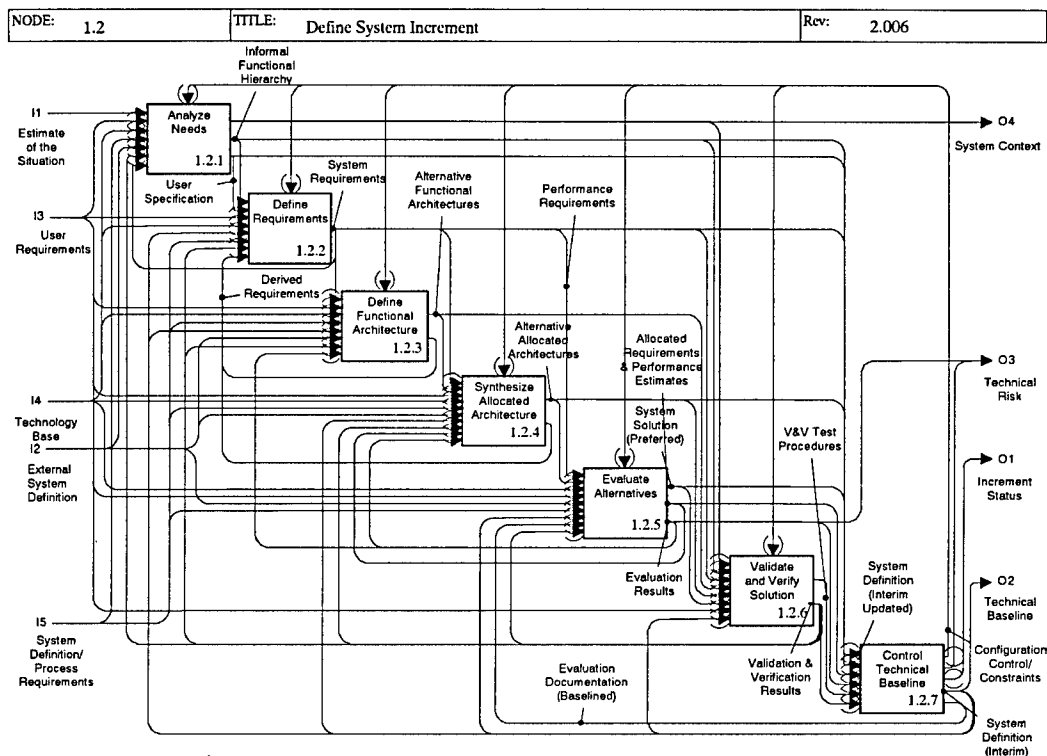 NODE: 1.2 TITLE: Define System Increment Rev: 2.006
Informal
Functional
Hierarchy
I1
Estimate
of the
Situation
Analyze
Needs
1.2.1
O4
System Context
User
Specification
System
Requirements
Alternative
Functional
Architectures
Performance
Requirements
I3
User
Requirements
Define
Requirements
1.2.2
Derived
Requirements
Define
Functional
Architecture
1.2.3
Alternative
Allocated
Architectures
Allocated
Requirements
& Performance
Estimates
O3
Technical
Risk
I4
Technology
Base
I2
External
System
Definition
Synthesize
Allocated
Architecture
1.2.4
System
Solution
(Preferred)
V&V Test
Procedures
O1
Increment
Status
Evaluate
Alternatives
1.2.5
Evaluation
Results
Validate
and Verify
Solution
1.2.6
System
Definition
(Interim
Updated)
O2
Technical
Baseline
I5
System
Definition/
Process
Requirements
Evaluation
Documentation
(Baselined)
Validation &
Verification
Results
Control
Technical
Baseline
1.2.7
Configuration
Control/
Constraints
System
Definition
(Interim)